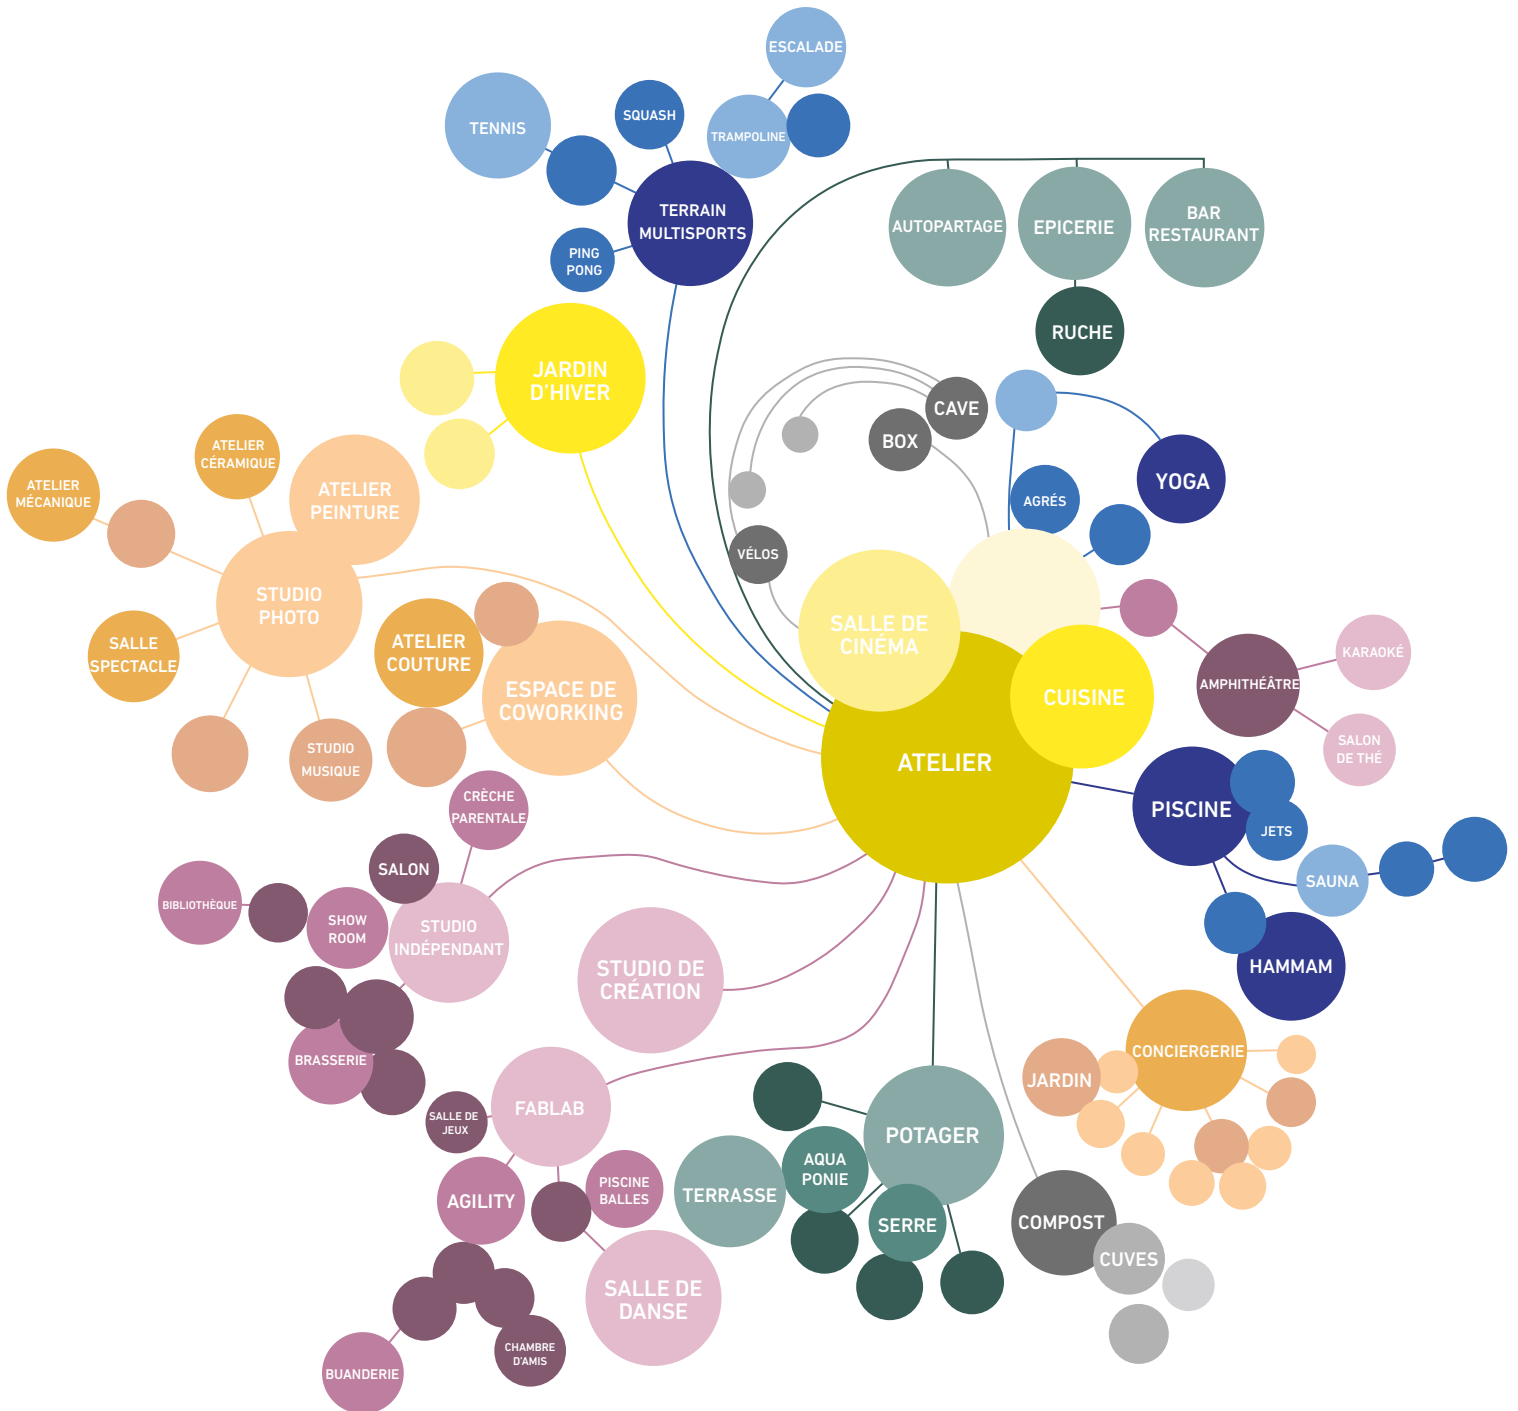 ESCALADE
TENNIS
SQUASH
TRAMPOLINE
TERRAIN
MULTISPORTS
PING
PONG
AUTOPARTAGE
EPICERIE
BAR
RESTAURANT
RUCHE
JARDIN
D'HIVER
CAVE
BOX
YOGA
AGRÉS
VÉLOS
ATELIER
CÉRAMIQUE
ATELIER
MÉCANIQUE
ATELIER
PEINTURE
STUDIO
PHOTO
SALLE
SPECTACLE
ATELIER
COUTURE
ESPACE DE
COWORKING
STUDIO
MUSIQUE
SALLE DE
CINÉMA
CUISINE
ATELIER
AMPHITHÉÂTRE
KARAOKÉ
SALON
DE THÉ
PISCINE
JETS
SAUNA
HAMMAM
CRÈCHE
PARENTALE
SALON
BIBLIOTHÈQUE
SHOW
ROOM
STUDIO
INDÉPENDANT
STUDIO DE
CRÉATION
BRASSERIE
FABLAB
SALLE DE
JEUX
AGILITY
PISCINE
BALLES
SALLE DE
DANSE
CHAMBRE
D'AMIS
BUANDERIE
POTAGER
AQUA
PONIE
TERRASSE
SERRE
CONCIERGERIE
JARDIN
COMPOST
CUVES